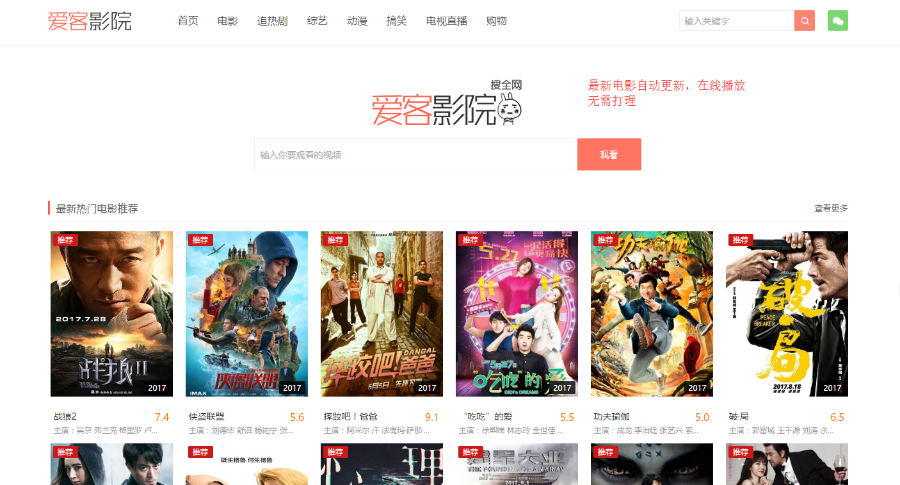 爱客影院
首页 电影 追热剧 综艺 动漫 搞笑 电视直播 购物
输入关键字
搜全网
爱客影院
最新电影自动更新，在线播放
无需打理
输入你要观看的视频
观看
最新热门电影推荐
查看更多
推荐
2017.7.28
战狼II
2017
推荐
IMAX
侠盗联盟
2017
推荐
DANGAL
摔跤吧!爸爸
2017
推荐
5.27
吃吃的爱
DIDI's DREAMS
2017
推荐
功夫瑜伽
2017
推荐
破局
PEACE BREAKER
2017.8.18
2017
战狼2 7.4
主演：吴京 弗兰克·格里罗 卢...
侠盗联盟 5.6
主演：刘德华 舒淇 杨祐宁 张...
摔跤吧！爸爸 9.1
主演：阿米尔·汗 法缇玛·萨那...
“吃吃”的爱 5.5
主演：徐熙娣 林志玲 金世佳 ...
功夫瑜伽 5.0
主演：成龙 李治廷 张艺兴 索...
破·局 6.5
主演：郭富城 王千源 刘涛 余...
推荐
推荐
推荐
心理
推荐
建军大业
推荐
推荐